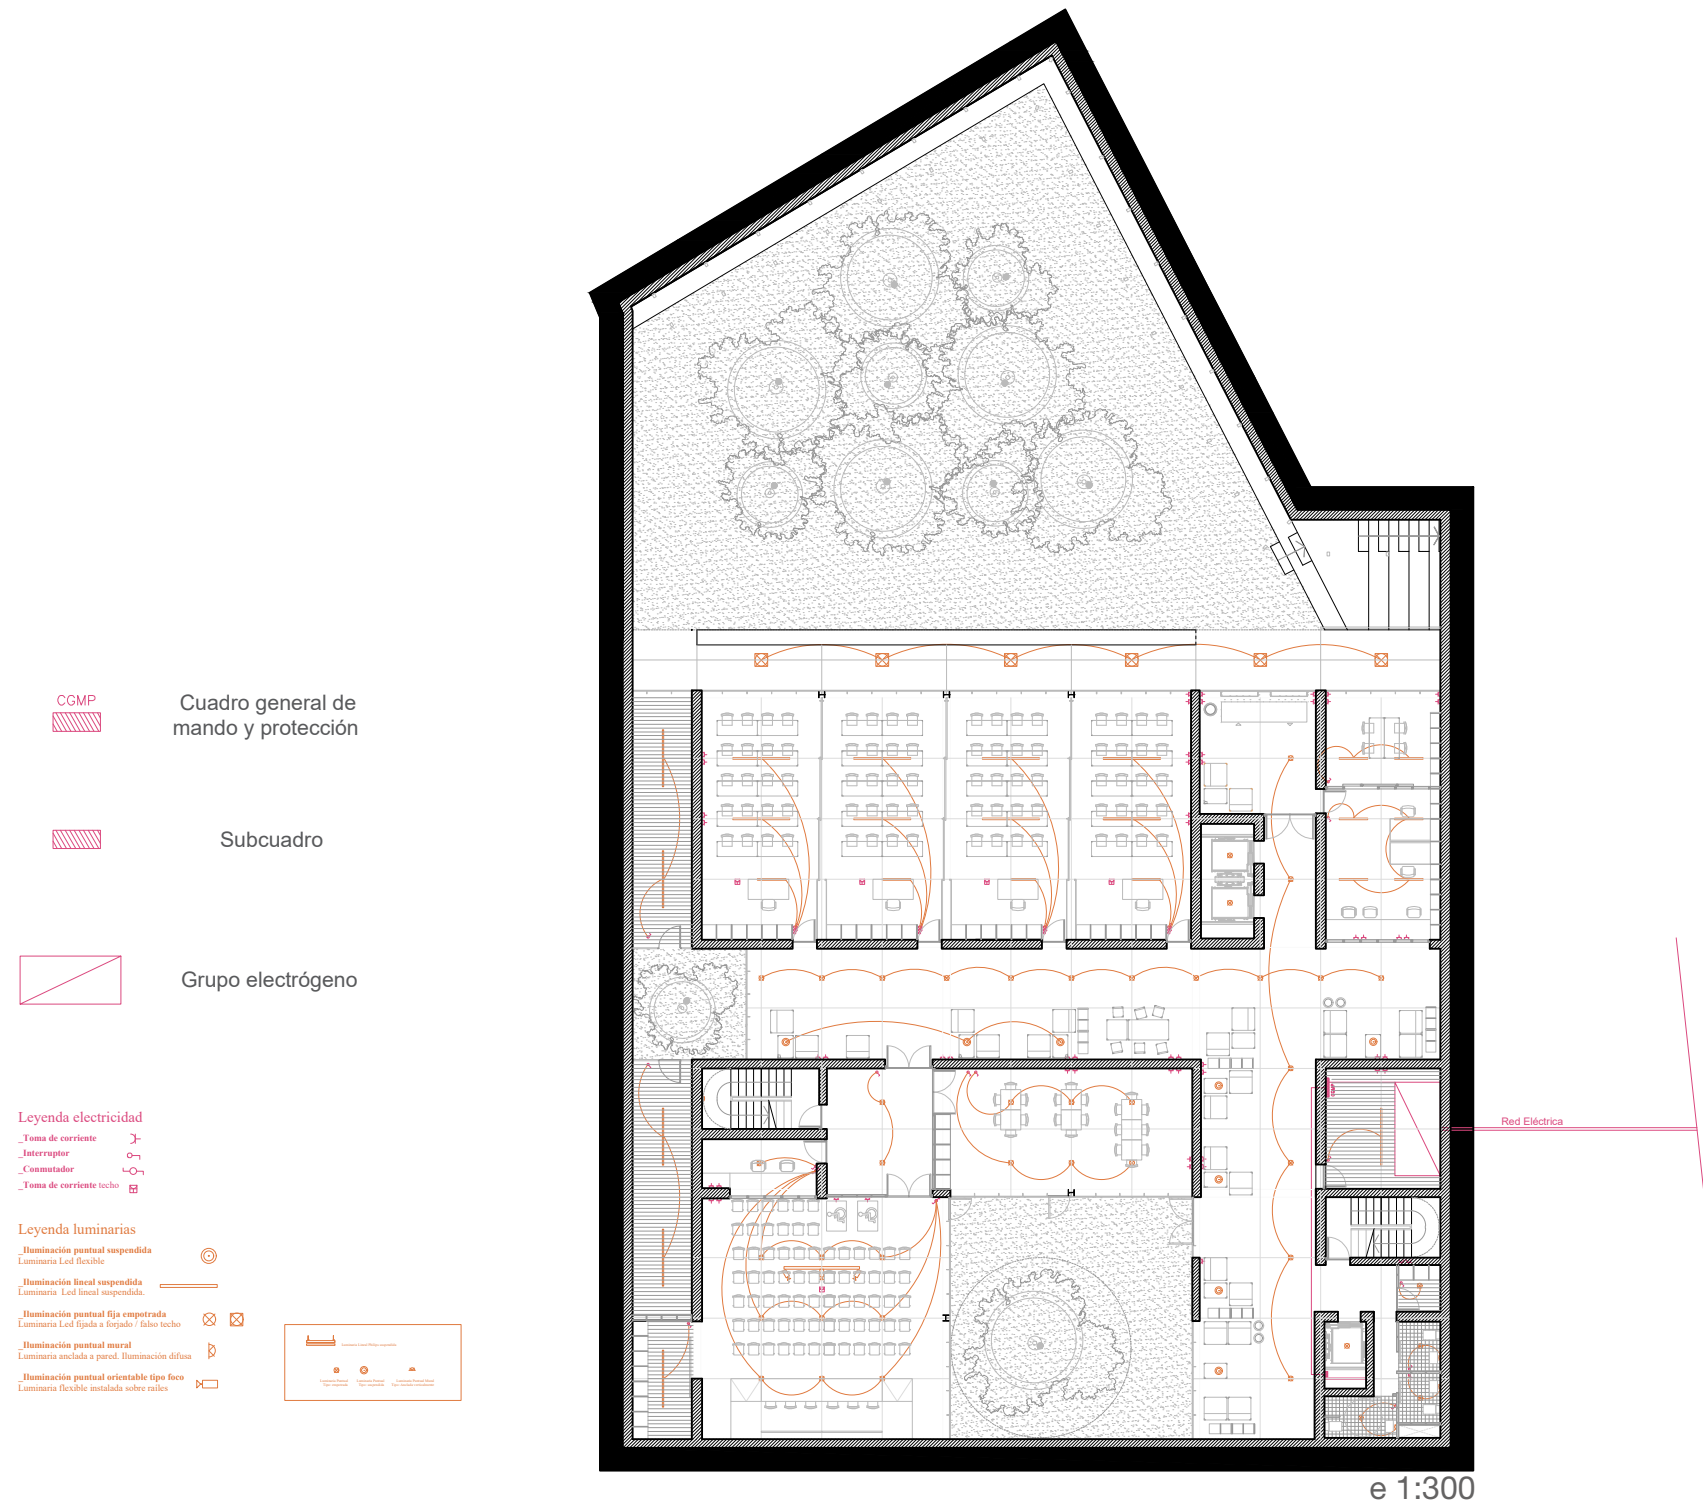 CGMP
Cuadro general de
mando y protección
Subcuadro
Grupo electrógeno
Leyenda electricidad
_Toma de corriente
_Interruptor
_Conmutador
_Toma de corriente techo
Leyenda luminarias
_Iluminación puntual suspendida
Luminaria Led flexible
_Iluminación lineal suspendida
Luminaria Led lineal suspendida.
_Iluminación puntual fija empotrada
Luminaria Led fijada a forjado / falso techo
_Iluminación puntual mural
Luminaria anclada a pared. Iluminación difusa
_Iluminación puntual orientable tipo foco
Luminaria flexible instalada sobre railes
CGMP
Red Eléctrica
e 1:300